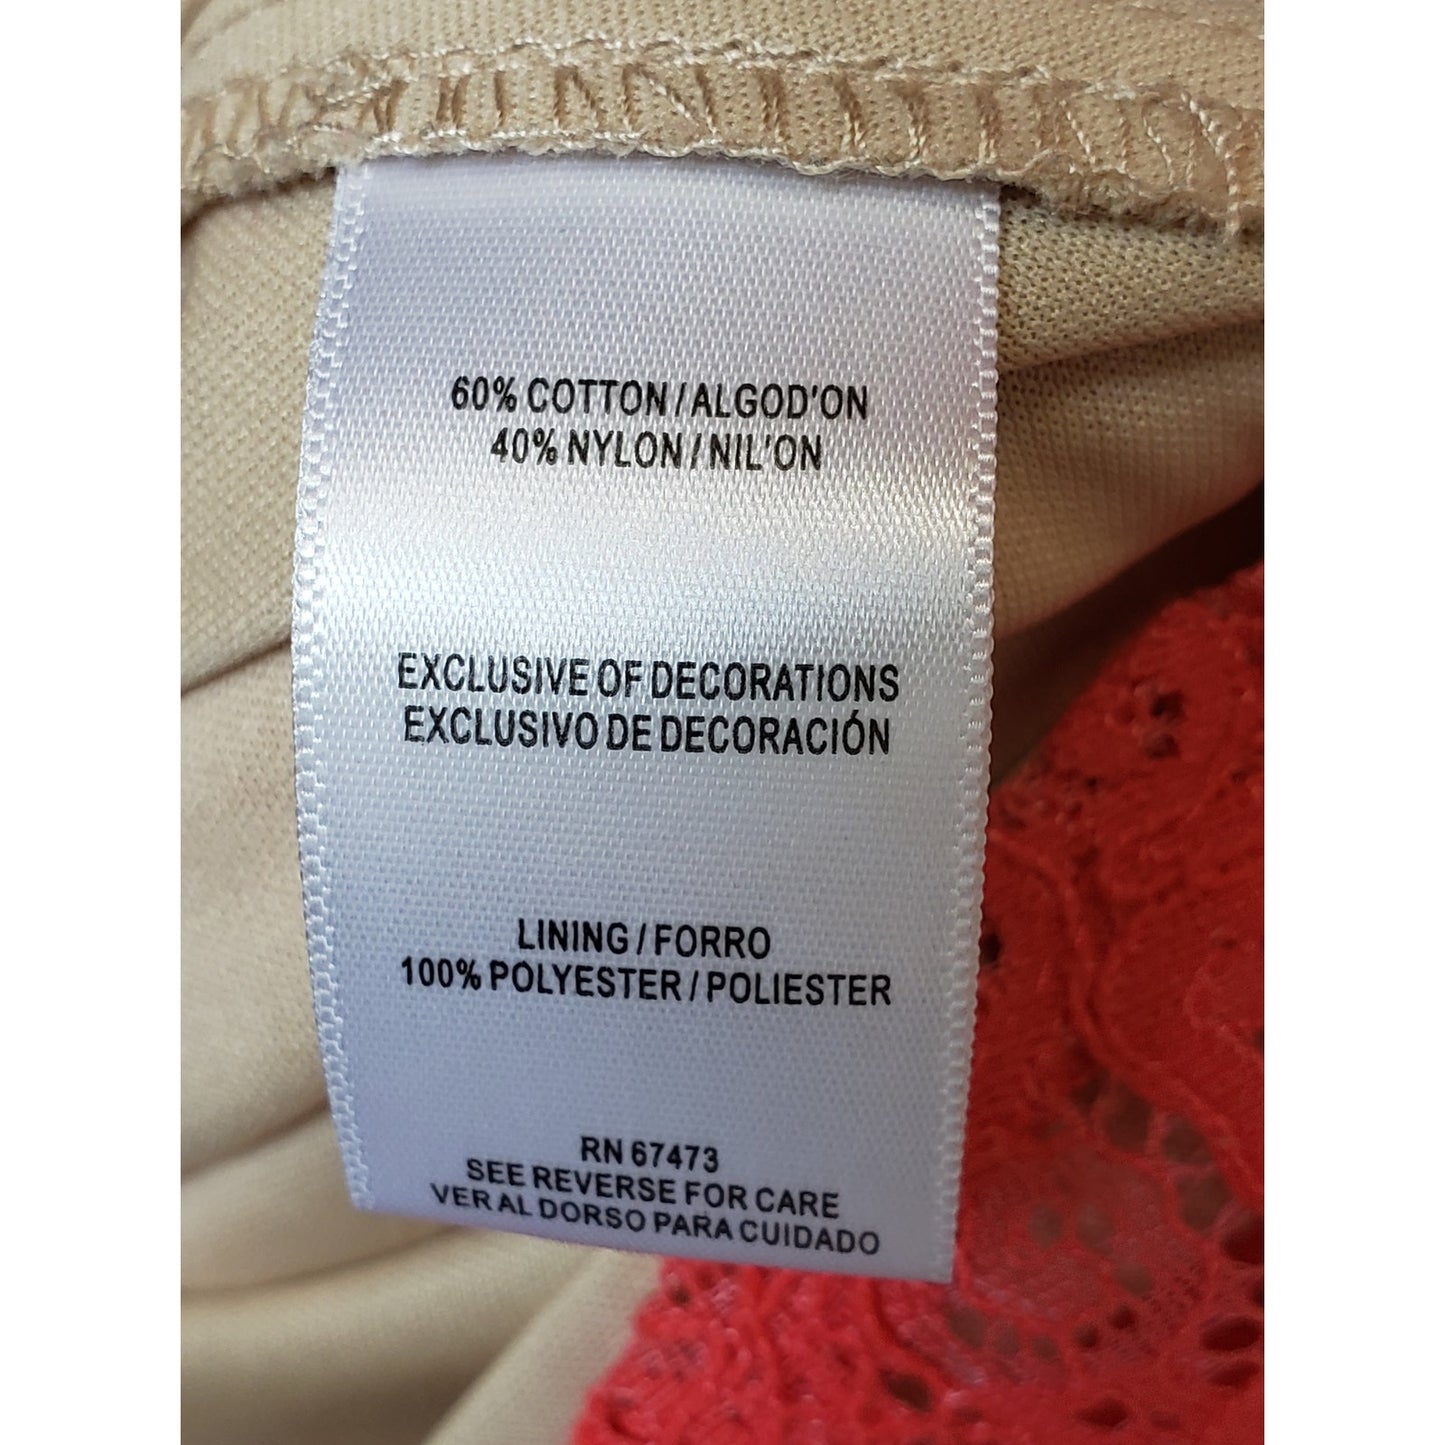 60% COTTON / ALGOD'ON
40% NYLON / NIL'ON
EXCLUSIVE OF DECORATIONS
EXCLUSIVO DE DECORACIÓN
LINING / FORRO
100% POLYESTER / POLIESTER
RN 67473
SEE REVERSE FOR CARE
VER AL DORSO PARA CUIDADO